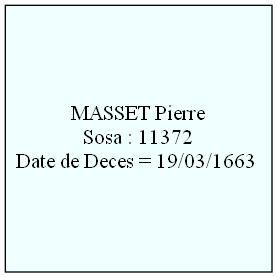 MASSET Pierre
Sosa : 11372
Date de Deces = 19/03/1663